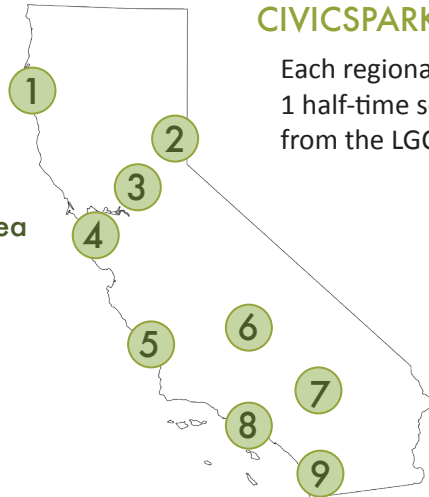 CIVICSPARK
Each regiona
1 half-time s
from the LGC
1
2
3
ea
4
5
6
7
8
9